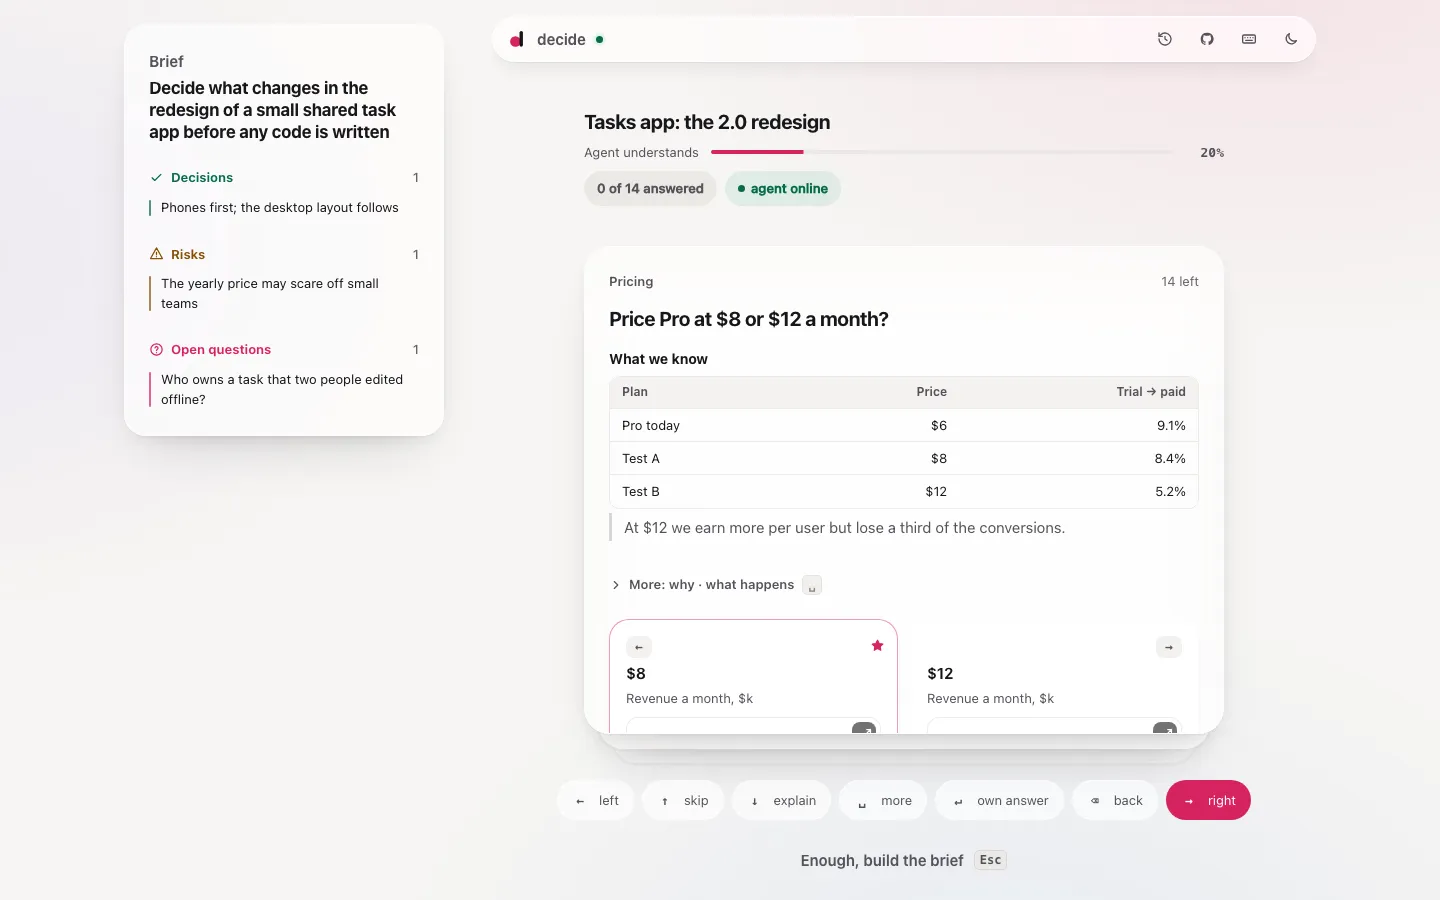 Brief
Decide what changes in the
redesign of a small shared task
app before any code is written
Decisions 1
Phones first; the desktop layout follows
Risks 1
The yearly price may scare off small
teams
Open questions 1
Who owns a task that two people edited
offline?
decide
Tasks app: the 2.0 redesign
Agent understands 20%
0 of 14 answered agent online
Pricing 14 left
Price Pro at $8 or $12 a month?
What we know
Plan Price Trial → paid
Pro today $6 9.1%
Test A $8 8.4%
Test B $12 5.2%
At $12 we earn more per user but lose a third of the conversions.
More: why · what happens ␣
← →
$8 $12
Revenue a month, $k Revenue a month, $k
← left ↑ skip ↓ explain ␣ more ↵ own answer ⌫ back → right
Enough, build the brief Esc